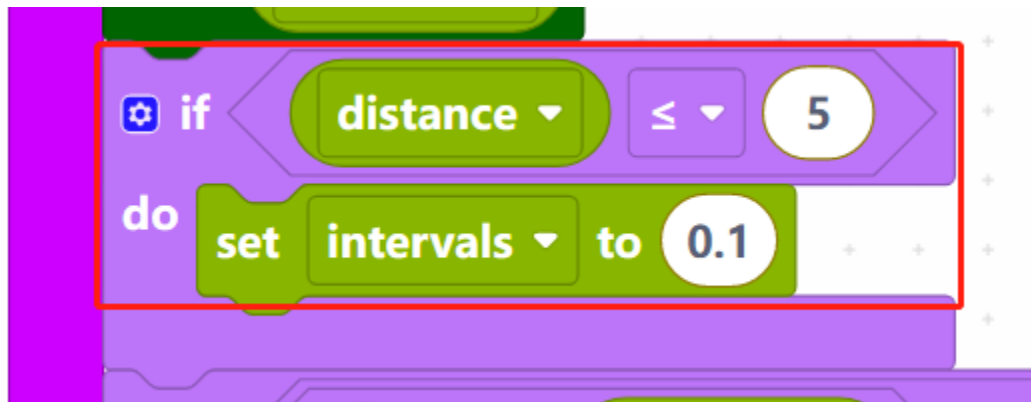 if distance ≤ 5
do set intervals to 0.1